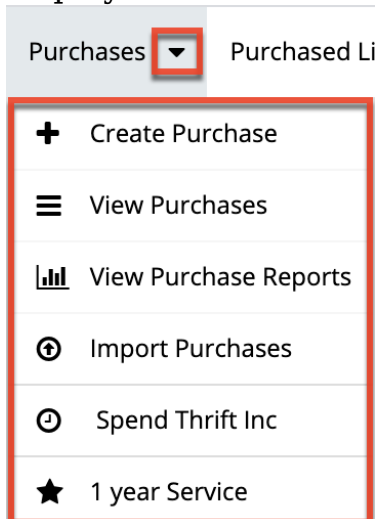 Purchases Purchased Li
Create Purchase
View Purchases
View Purchase Reports
Import Purchases
Spend Thrift Inc
1 year Service